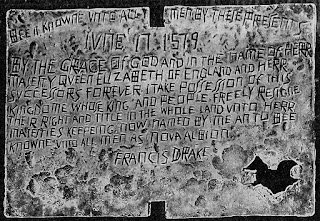 BEE IT KNOWNE VNTO ALL MEN BY THESE PRESENTS
IVNE 17 1579
BY THE GRACE OF GOD AND IN THE NAME OF HERR
MAIESTY QVEEN ELIZABETH OF ENGLAND AND HERR
SVCCESSORS FOREVER I TAKE POSSESSION OF THIS
KINGDOME WHOSE KING AND PEOPLE FREELY RESIGNE
THEIR RIGHT AND TITLE IN THE WHOLE LAND VNTO HERR
MAIESTIES KEEPEING NOW NAMED BY ME AN TO BEE
KNOWNE VNTO ALL MEN AS NOVA ALBION
FRANCIS DRAKE